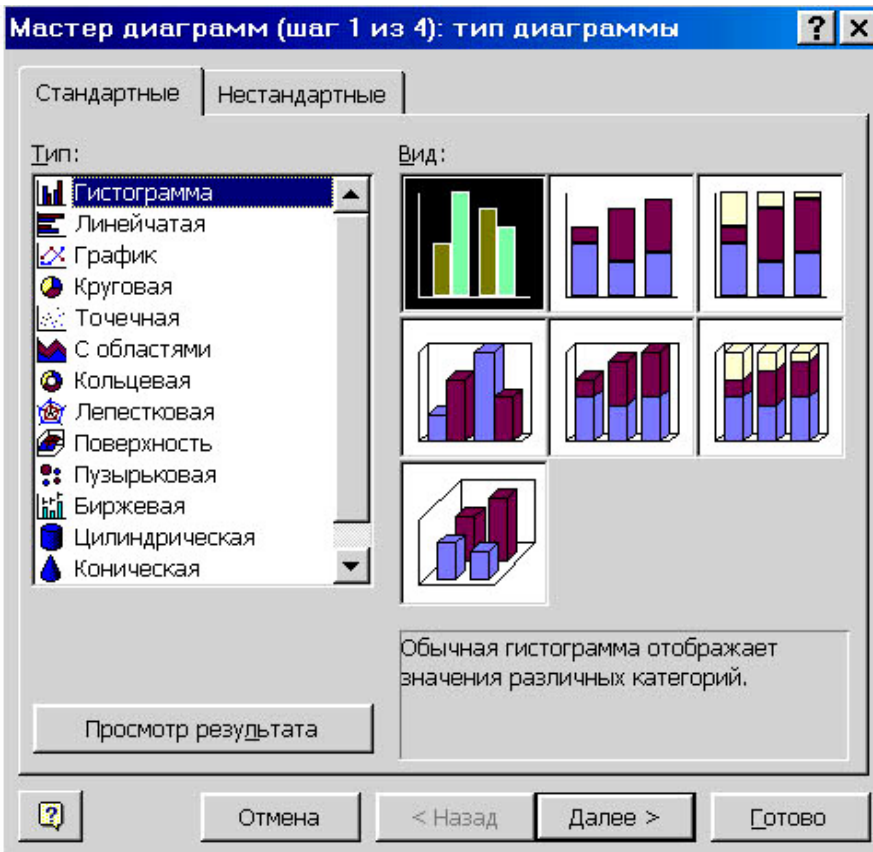 Мастер диаграмм (шаг 1 из 4): тип диаграммы
Стандартные
Нестандартные
Тип:
Гистограмма
Линейчатая
График
Круговая
Точечная
С областями
Кольцевая
Лепестковая
Поверхность
Пузырьковая
Биржевая
Цилиндрическая
Коническая
Вид:
Обычная гистограмма отображает
значения различных категорий.
Просмотр результата
Отмена
< Назад
Далее >
Готово